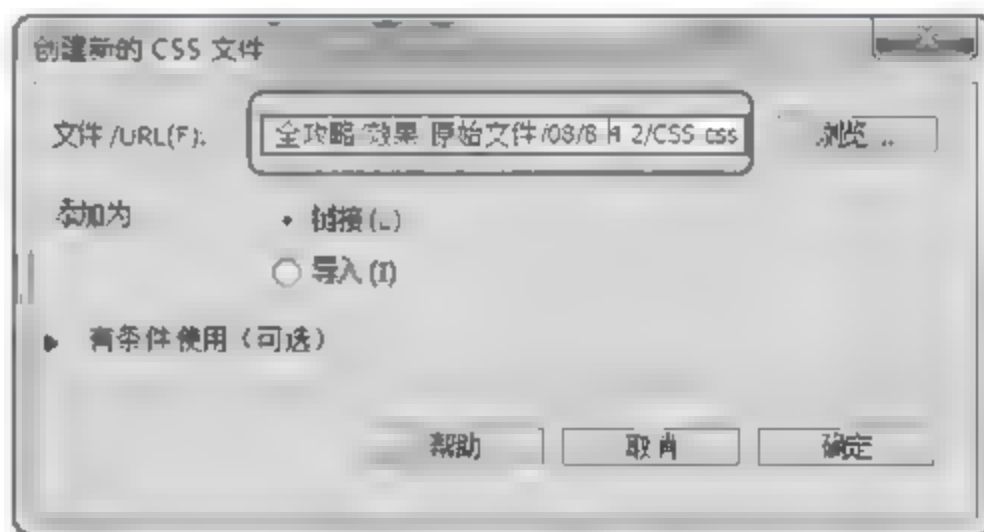 创建新的 CSS 文件
文件/URL(F):
全攻略/效果/原始文件/08/8.4.2/CSS.css
浏览...
添加为
链接(L)
导入(I)
有条件使用(可选)
帮助
取消
确定